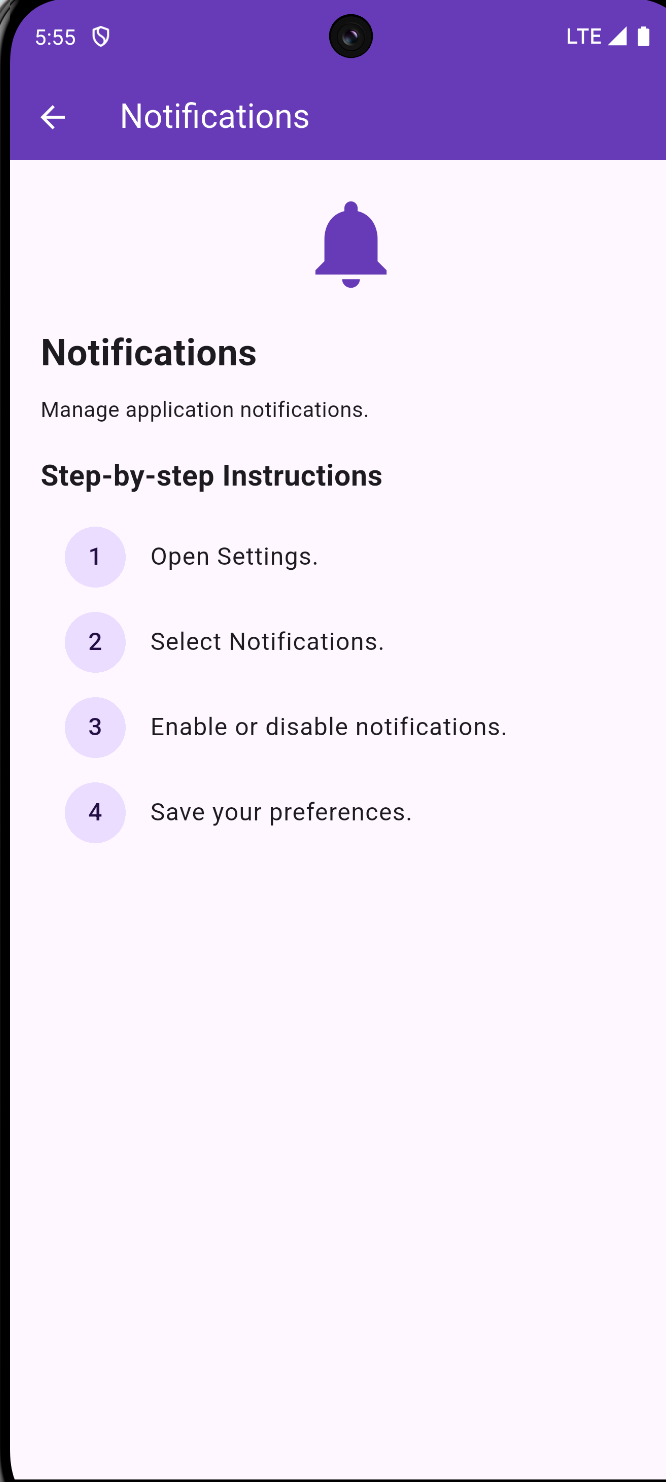 5:55 LTE
Notifications
Notifications
Manage application notifications.
Step-by-step Instructions
1 Open Settings.
2 Select Notifications.
3 Enable or disable notifications.
4 Save your preferences.